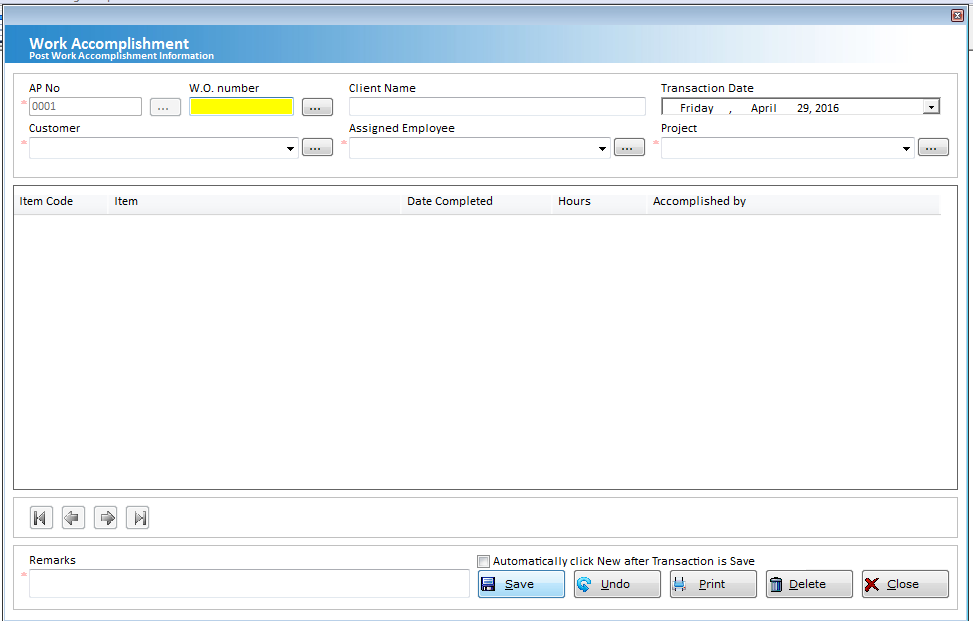 Work Accomplishment
Post Work Accomplishment Information
AP No W.O. number Client Name Transaction Date
0001 ... ... Friday , April 29, 2016
Customer Assigned Employee Project
... ... ...
Item Code Item Date Completed Hours Accomplished by
Remarks
Automatically click New after Transaction is Save
Save Undo Print Delete Close